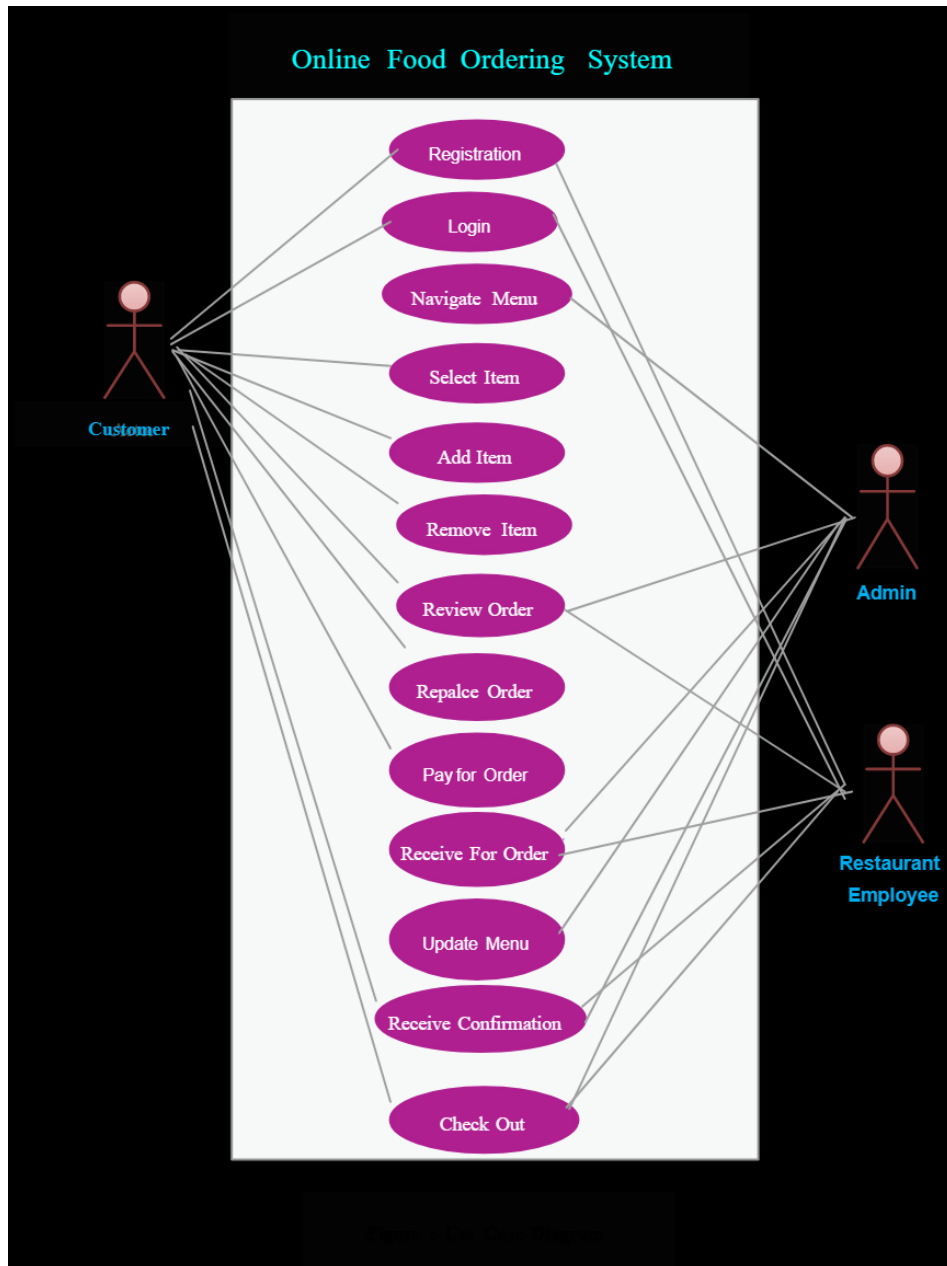 Online Food Ordering System
Registration
Login
Navigate Menu
Select Item
Customer
Add Item
Remove Item
Review Order
Admin
Repalce Order
Pay for Order
Receive For Order
Restaurant
Employee
Update Menu
Receive Confirmation
Check Out